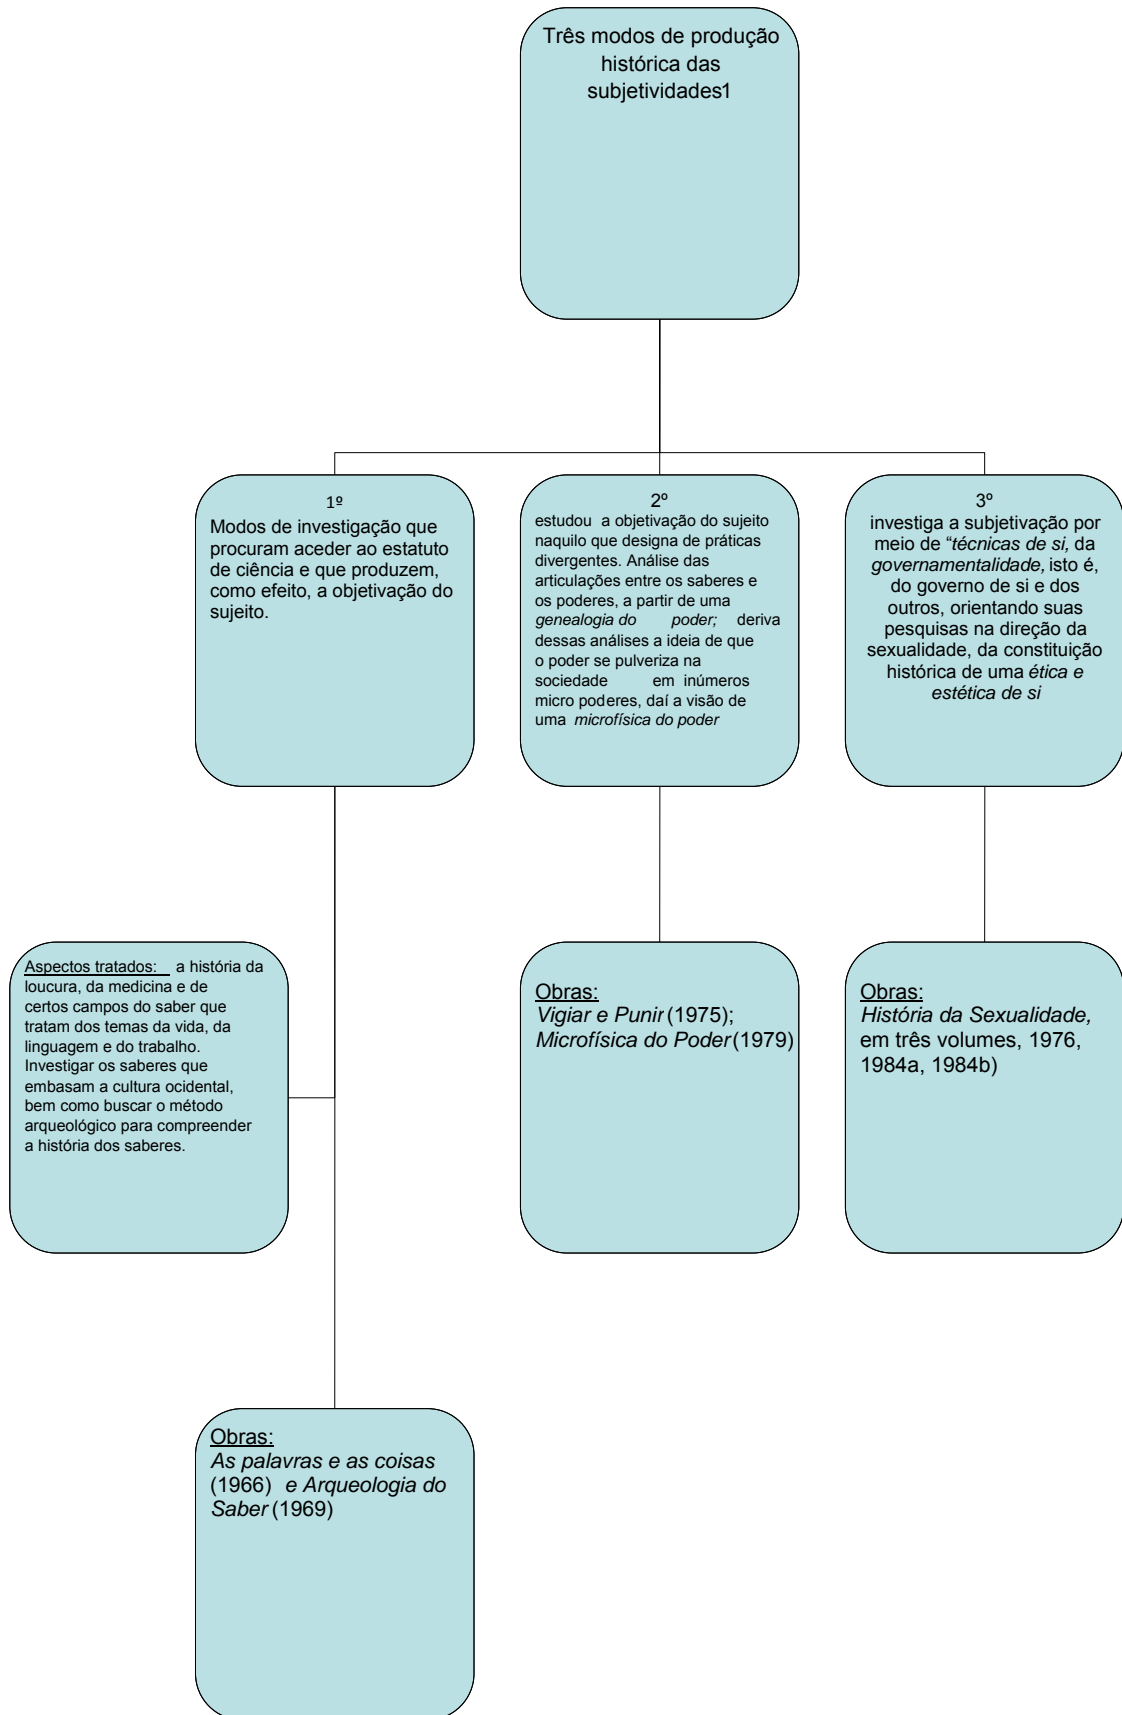 Três modos de produção
histórica das
subjetividades1
1º
Modos de investigação que
procuram aceder ao estatuto
de ciência e que produzem,
como efeito, a objetivação do
sujeito.
2º
estudou a objetivação do sujeito
naquilo que designa de práticas
divergentes. Análise das
articulações entre os saberes e
os poderes, a partir de uma
genealogia do poder; deriva
dessas análises a ideia de que
o poder se pulveriza na
sociedade em inúmeros
micro poderes, daí a visão de
uma microfísica do poder
3º
investiga a subjetivação por
meio de “técnicas de si, da
governamentalidade, isto é,
do governo de si e dos
outros, orientando suas
pesquisas na direção da
sexualidade, da constituição
histórica de uma ética e
estética de si
Aspectos tratados: a história da
loucura, da medicina e de
certos campos do saber que
tratam dos temas da vida, da
linguagem e do trabalho.
Investigar os saberes que
embasam a cultura ocidental,
bem como buscar o método
arqueológico para compreender
a história dos saberes.
Obras:
Vigiar e Punir (1975);
Microfísica do Poder (1979)
Obras:
História da Sexualidade,
em três volumes, 1976,
1984a, 1984b)
Obras:
As palavras e as coisas
(1966) e Arqueologia do
Saber (1969)